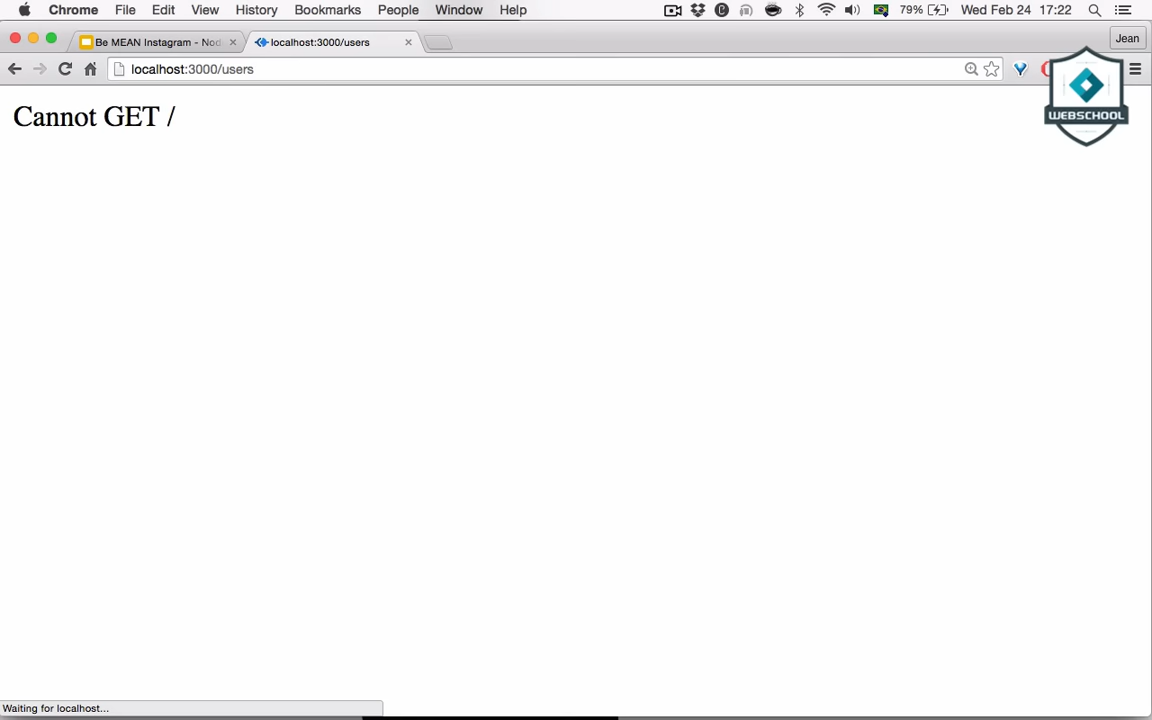 Chrome File Edit View History Bookmarks People Window Help 79% Wed Feb 24 17:22
Be MEAN Instagram - Nod
localhost:3000/users
Jean
localhost:3000/users
WEBSCHOOL
Cannot GET /
Waiting for localhost...